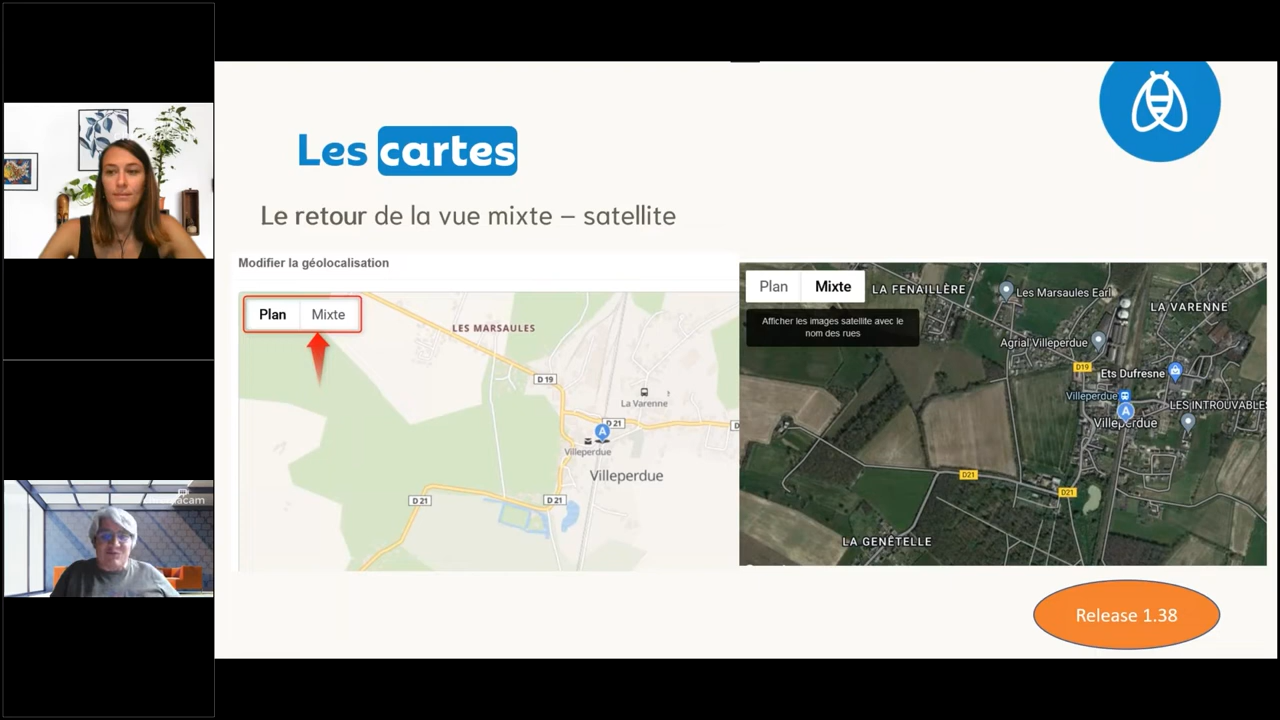 Les cartes
Le retour de la vue mixte – satellite
Modifier la géolocalisation
Plan Mixte
LES MARSAULES
D 19
La Varenne
D 21
Villeperdue
Villeperdue
D 21
D 21
A
Plan Mixte
Afficher les images satellite avec le
nom des rues
LA FENAILLÈRE
Les Marsaules Earl
LA VARENNE
Agrial Villeperdue
D19
Ets Dufresne
Villeperdue
A
LES INTROUVABLES
Villeperdue
D21
D21
LA GENÊTELLE
Release 1.38